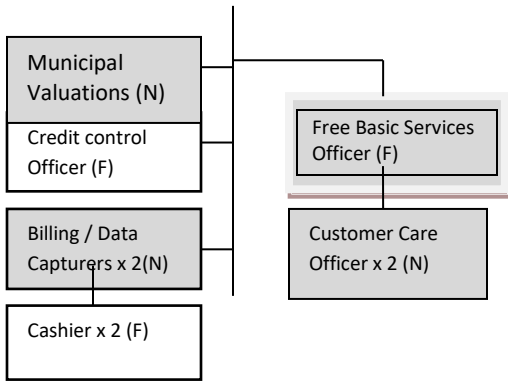 Municipal
Valuations (N)
Credit control
Officer (F)
Billing / Data
Capturers x 2(N)
Cashier x 2 (F)
Free Basic Services
Officer (F)
Customer Care
Officer x 2 (N)